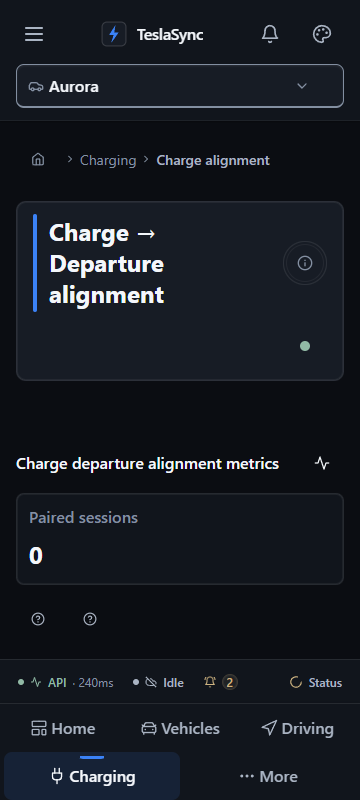 TeslaSync
Aurora
Charging
Charge alignment
Charge →
Departure
alignment
Charge departure alignment metrics
Paired sessions
0
API · 240ms
Idle
2
Status
Home
Vehicles
Driving
Charging
More